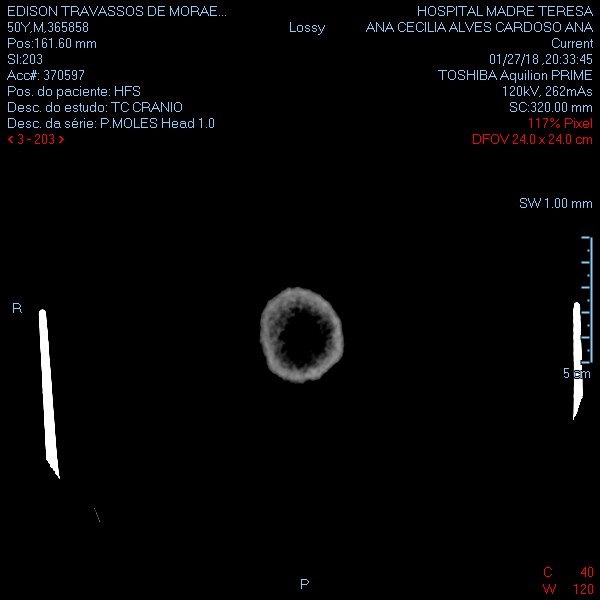 EDISON TRAVASSOS DE MORAE...
50Y,M,365858
Pos:161.60 mm
Sl:203
Acc#: 370597
Pos. do paciente: HFS
Desc. do estudo: TC CRANIO
Desc. da série: P.MOLES Head 1.0
< 3 - 203 >
Lossy
HOSPITAL MADRE TERESA
ANA CECILIA ALVES CARDOSO ANA
Current
01/27/18 ,20:33:45
TOSHIBA Aquilion PRIME
120kV, 262mAs
SC:320.00 mm
117% Pixel
DFOV 24.0 x 24.0 cm
SW 1.00 mm
R
5 cm
P
C 40
W 120